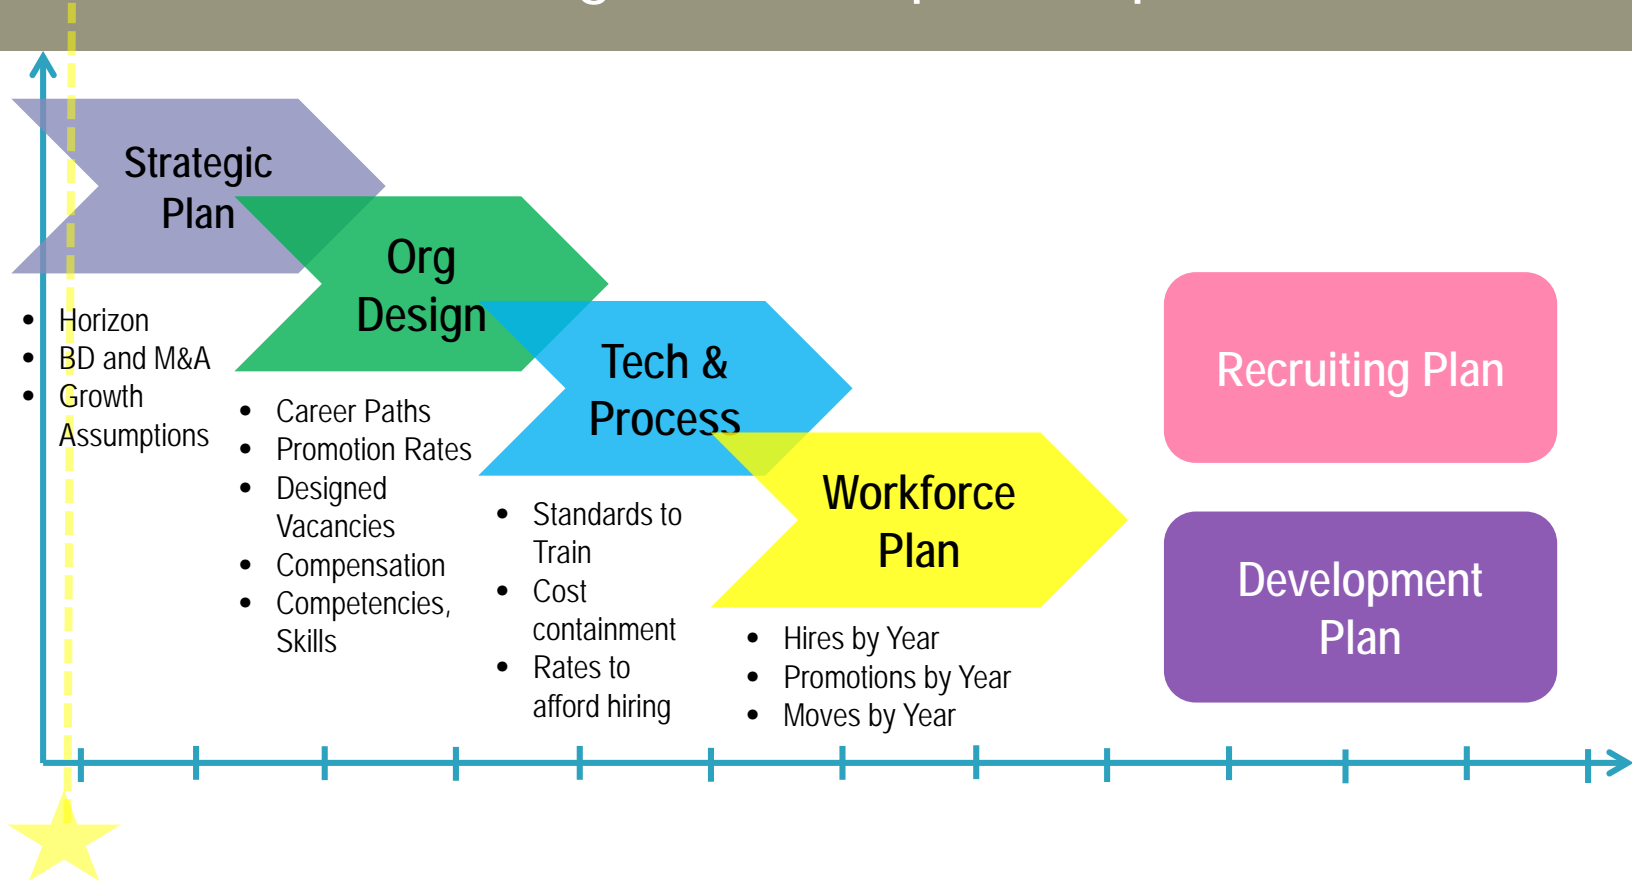 Strategic
Plan
• Horizon
• BD and M&A
• Growth
Assumptions
Org
Design
• Career Paths
• Promotion Rates
• Designed
Vacancies
• Compensation
• Competencies,
Skills
Tech &
Process
• Standards to
Train
• Cost
containment
• Rates to
afford hiring
Workforce
Plan
• Hires by Year
• Promotions by Year
• Moves by Year
Recruiting Plan
Development
Plan